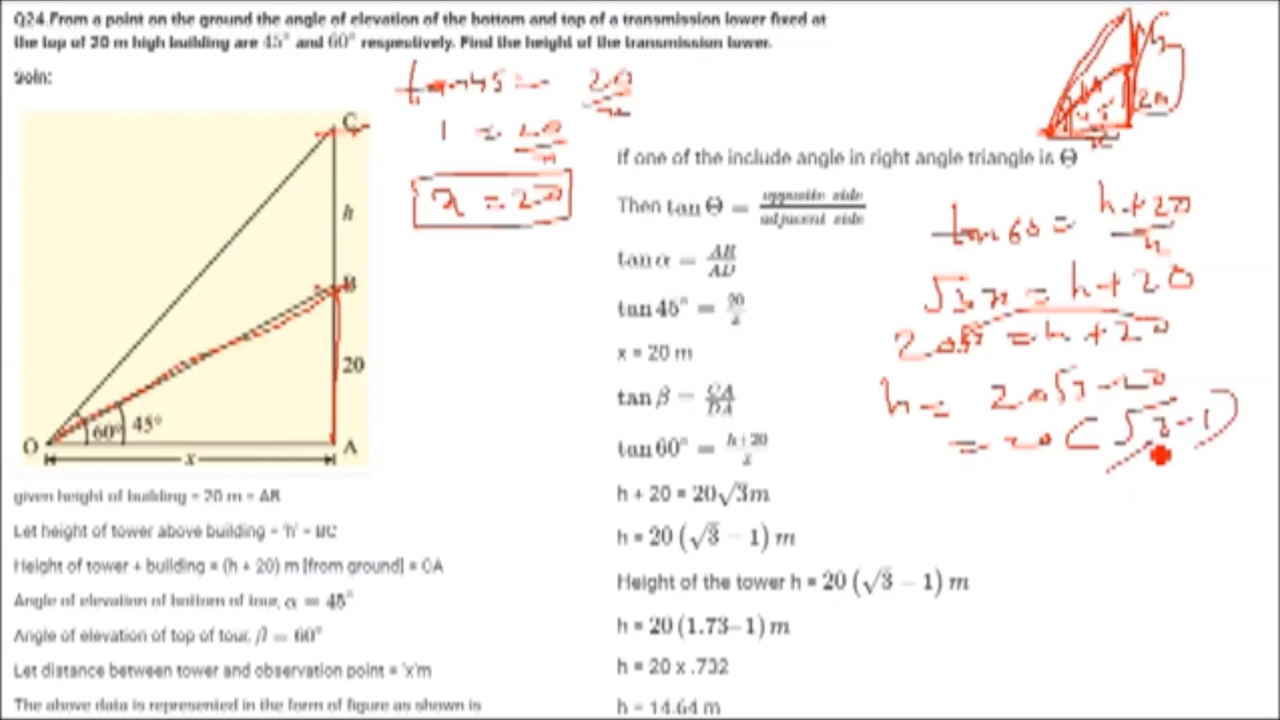 Q24.From a point on the ground the angle of elevation of the bottom and top of a transmission tower fixed at
the top of 20 m high building are 45° and 60° respectively. Find the height of the transmission tower.
Soln:
C
h
B
20
60° 45°
O
A
x
given height of building = 20 m = AB
Let height of tower above building = 'h' = BC
Height of tower + building = (h + 20) m [from ground] = CA
Angle of elevation of bottom of tour, α = 45°
Angle of elevation of top of tour, β = 60°
Let distance between tower and observation point = 'x'm
The above data is represented in the form of figure as shown is
tan 45 = 20/x
1 = 20/x
x = 20
h
20
x
If one of the include angle in right angle triangle is Θ
Then tan Θ = opposite side/adjacent side
tan α = AB/AD
tan 45° = 20/x
x = 20 m
tan β = CA/DA
tan 60° = h+20/x
h + 20 = 20√3m
h = 20 (√3 − 1) m
Height of the tower h = 20 (√3 − 1) m
h = 20 (1.73−1) m
h = 20 x .732
h = 14.64 m
tan 60 = h+20/x
√3 x = h+20
20√3 = h+20
h = 20√3-20
= 20 (√3-1)